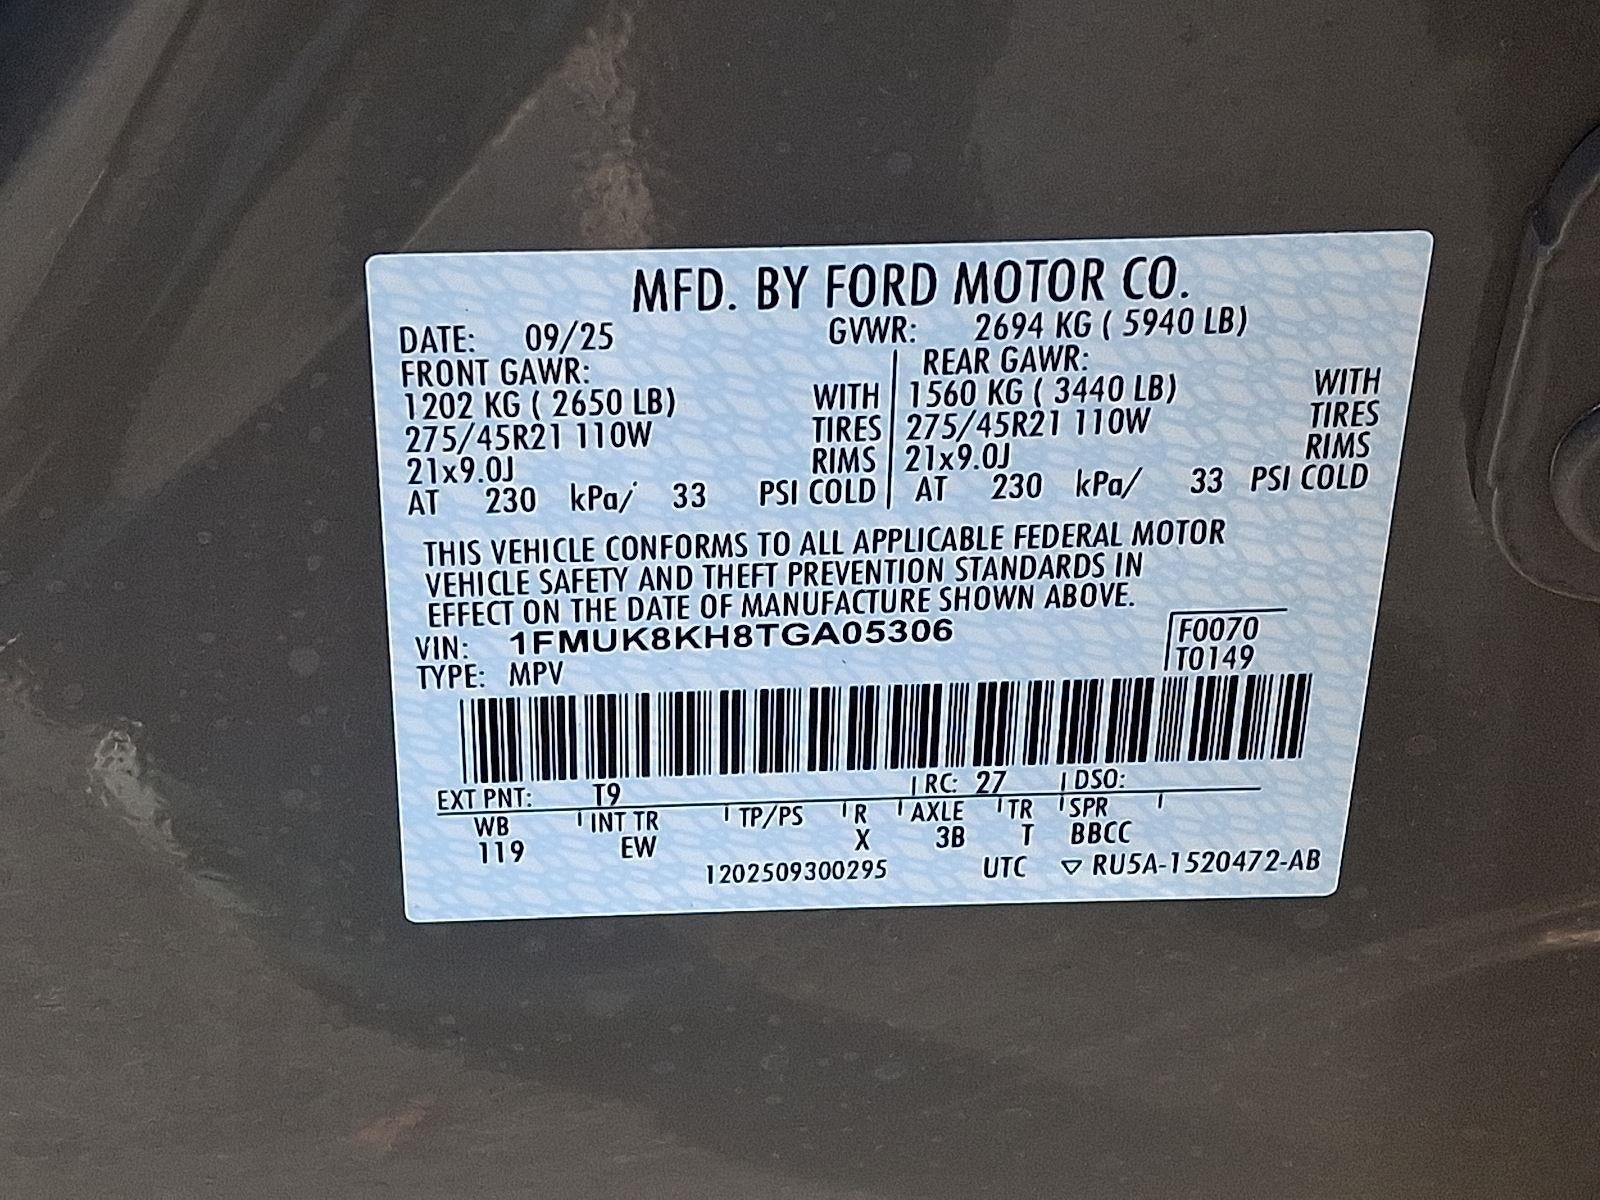 MFD. BY FORD MOTOR CO.
DATE: 09/25 GVWR: 2694 KG ( 5940 LB)
FRONT GAWR: REAR GAWR:
1202 KG ( 2650 LB) WITH 1560 KG ( 3440 LB) WITH
275/45R21 110W TIRES 275/45R21 110W TIRES
21x9.0J RIMS 21x9.0J RIMS
AT 230 kPa/ 33 PSI COLD AT 230 kPa/ 33 PSI COLD
THIS VEHICLE CONFORMS TO ALL APPLICABLE FEDERAL MOTOR
VEHICLE SAFETY AND THEFT PREVENTION STANDARDS IN
EFFECT ON THE DATE OF MANUFACTURE SHOWN ABOVE.
VIN: 1FMUK8KH8TGA05306 F0070
TYPE: MPV T0149
EXT PNT: T9 RC: 27 DSO:
WB INT TR TP/PS R AXLE TR SPR
119 EW X 3B T BBCC
1202509300295 UTC ▽ RU5A-1520472-AB